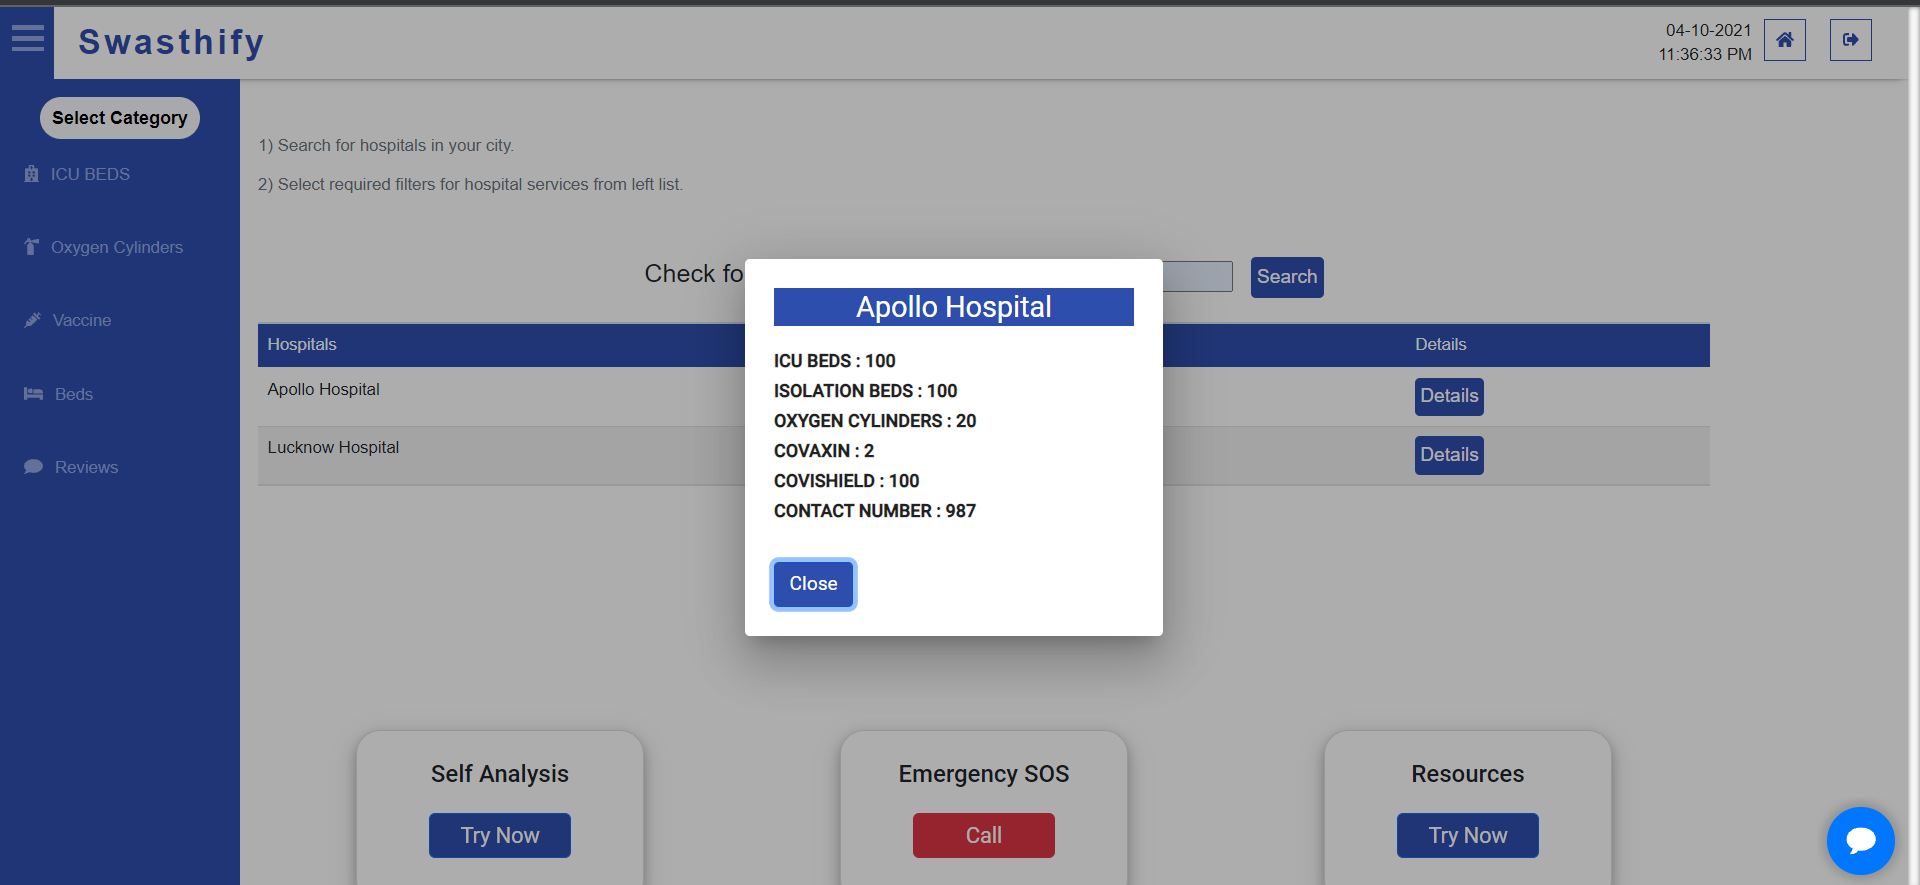 Swasthify
04-10-2021
11:36:33 PM
Select Category
ICU BEDS
Oxygen Cylinders
Vaccine
Beds
Reviews
1) Search for hospitals in your city.
2) Select required filters for hospital services from left list.
Check fo
Search
Hospitals
Details
Apollo Hospital
Details
Lucknow Hospital
Details
Apollo Hospital
ICU BEDS : 100
ISOLATION BEDS : 100
OXYGEN CYLINDERS : 20
COVAXIN : 2
COVISHIELD : 100
CONTACT NUMBER : 987
Close
Self Analysis
Try Now
Emergency SOS
Call
Resources
Try Now